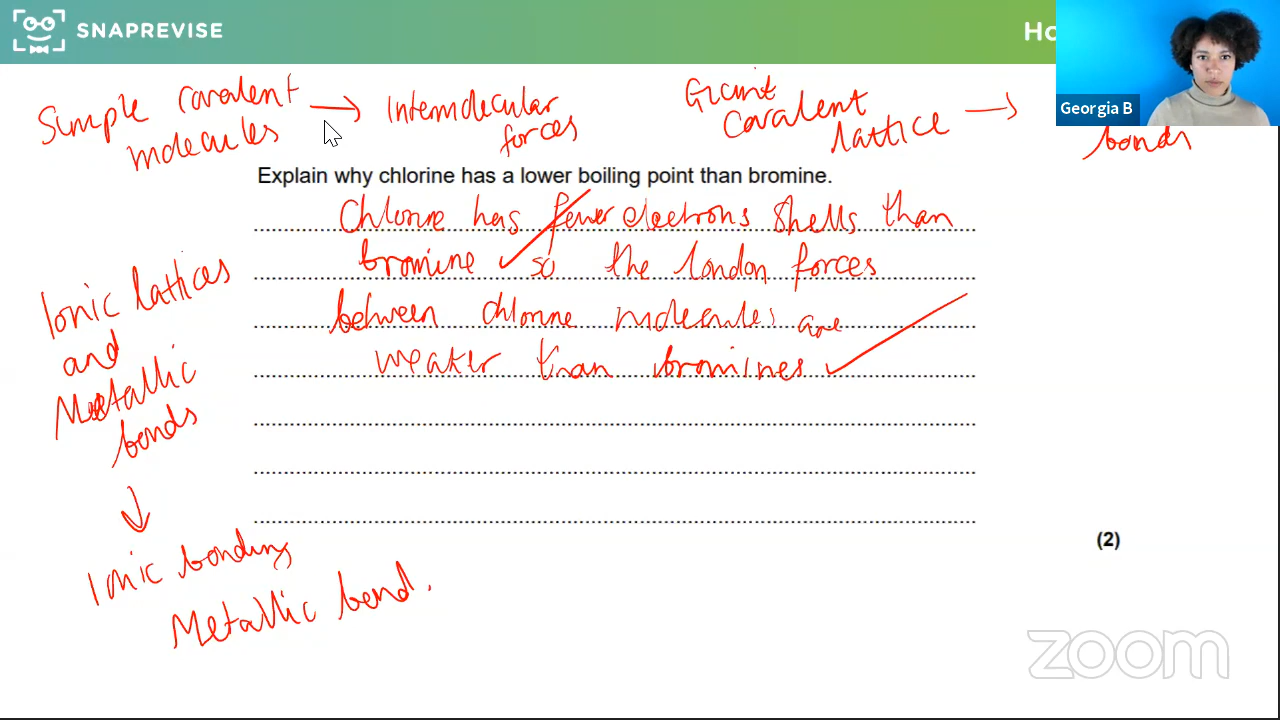 SNAPREVISE
Ho
Georgia B
Simple covalent
molecules
Intermolecular
forces
Giant
covalent
lattice
bonds
Explain why chlorine has a lower boiling point than bromine.
Chlorine has fewer electrons shells than
bromine so the london forces
between chlorine molecules are
weaker than bromines
Ionic lattices
and
Metallic
bonds
Ionic bonding
Metallic bond.
(2)
zoom